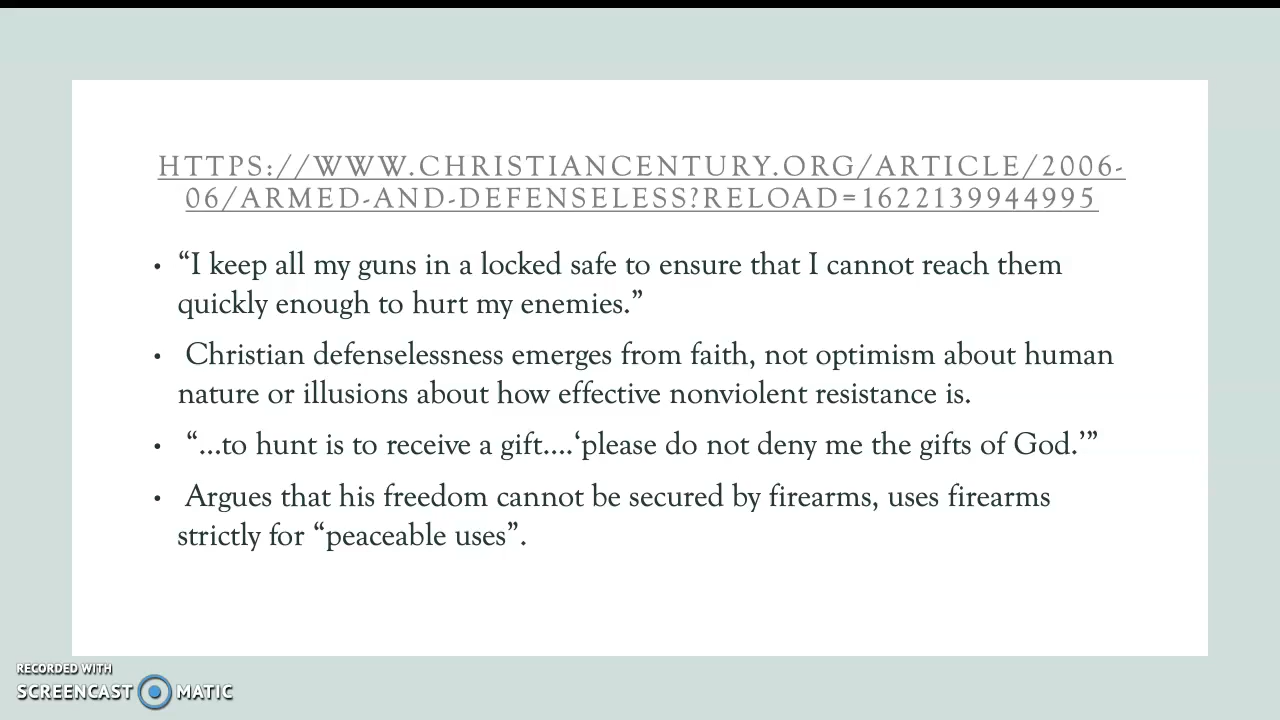 HTTPS://WWW.CHRISTIANCENTURY.ORG/ARTICLE/2006-
06/ARMED-AND-DEFENSELESS?RELOAD=1622139944995
• “I keep all my guns in a locked safe to ensure that I cannot reach them
quickly enough to hurt my enemies.”
• Christian defenselessness emerges from faith, not optimism about human
nature or illusions about how effective nonviolent resistance is.
• “…to hunt is to receive a gift….‘please do not deny me the gifts of God.’”
• Argues that his freedom cannot be secured by firearms, uses firearms
strictly for “peaceable uses”.
RECORDED WITH
SCREENCAST MATIC